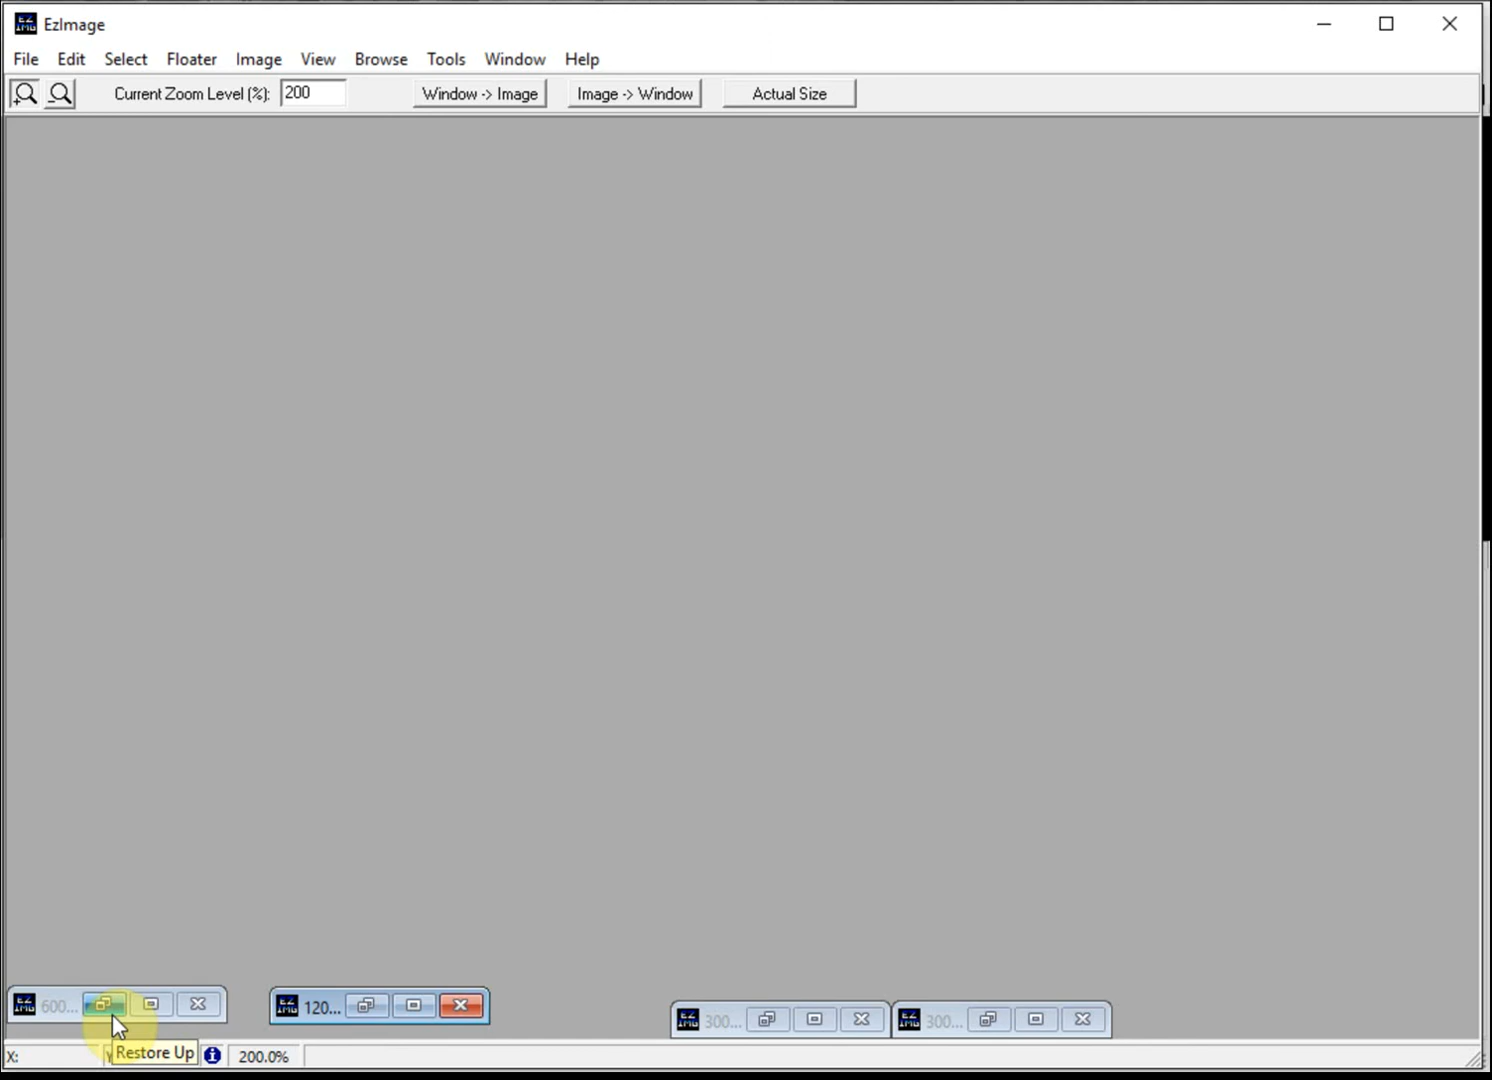 EzImage
File Edit Select Floater Image View Browse Tools Window Help
Current Zoom Level (%): 200 Window -> Image Image -> Window Actual Size
600... 120... 300... 300...
X: Restore Up 200.0%